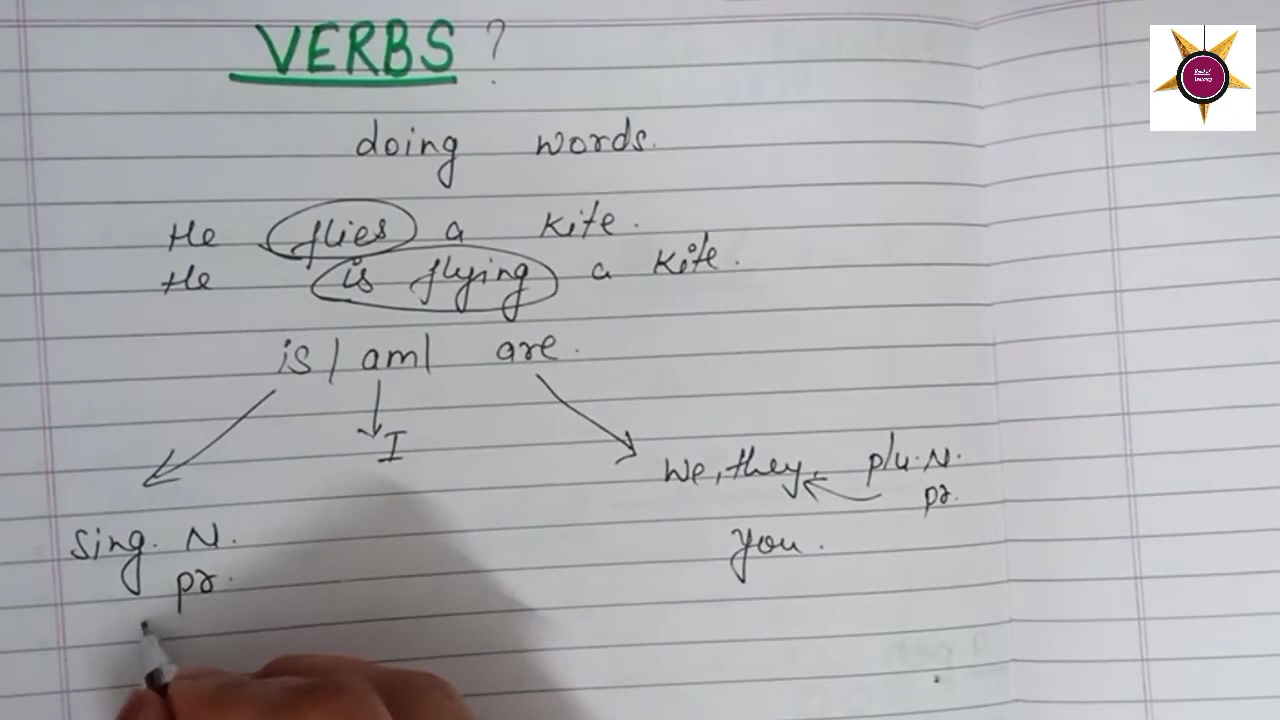 VERBS ?
doing words.
He flies a kite.
He is flying a kite.
is / am / are.
I
We, they, plu. N.
pr.
you.
Sing. N.
pr.